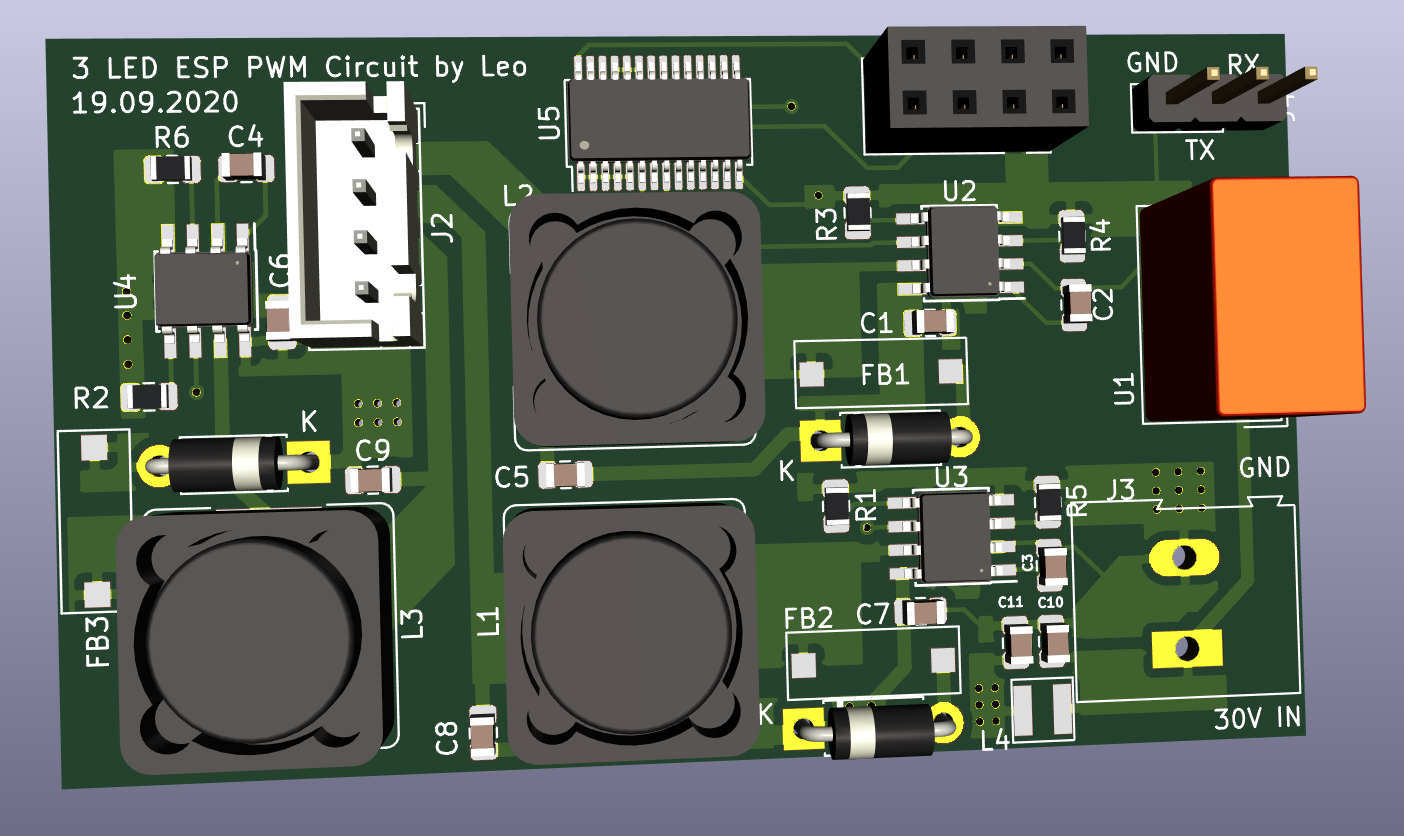 3 LED ESP PWM Circuit by Leo
19.09.2020
GND
RX
TX
R6
C4
U5
J2
L2
U2
R3
R4
C6
U4
C2
C1
FB1
U1
R2
K
C9
C5
K
U3
R1
R5
J3
GND
C3
C11
C10
L3
L1
FB2
C7
FB3
K
C8
L4
30V IN